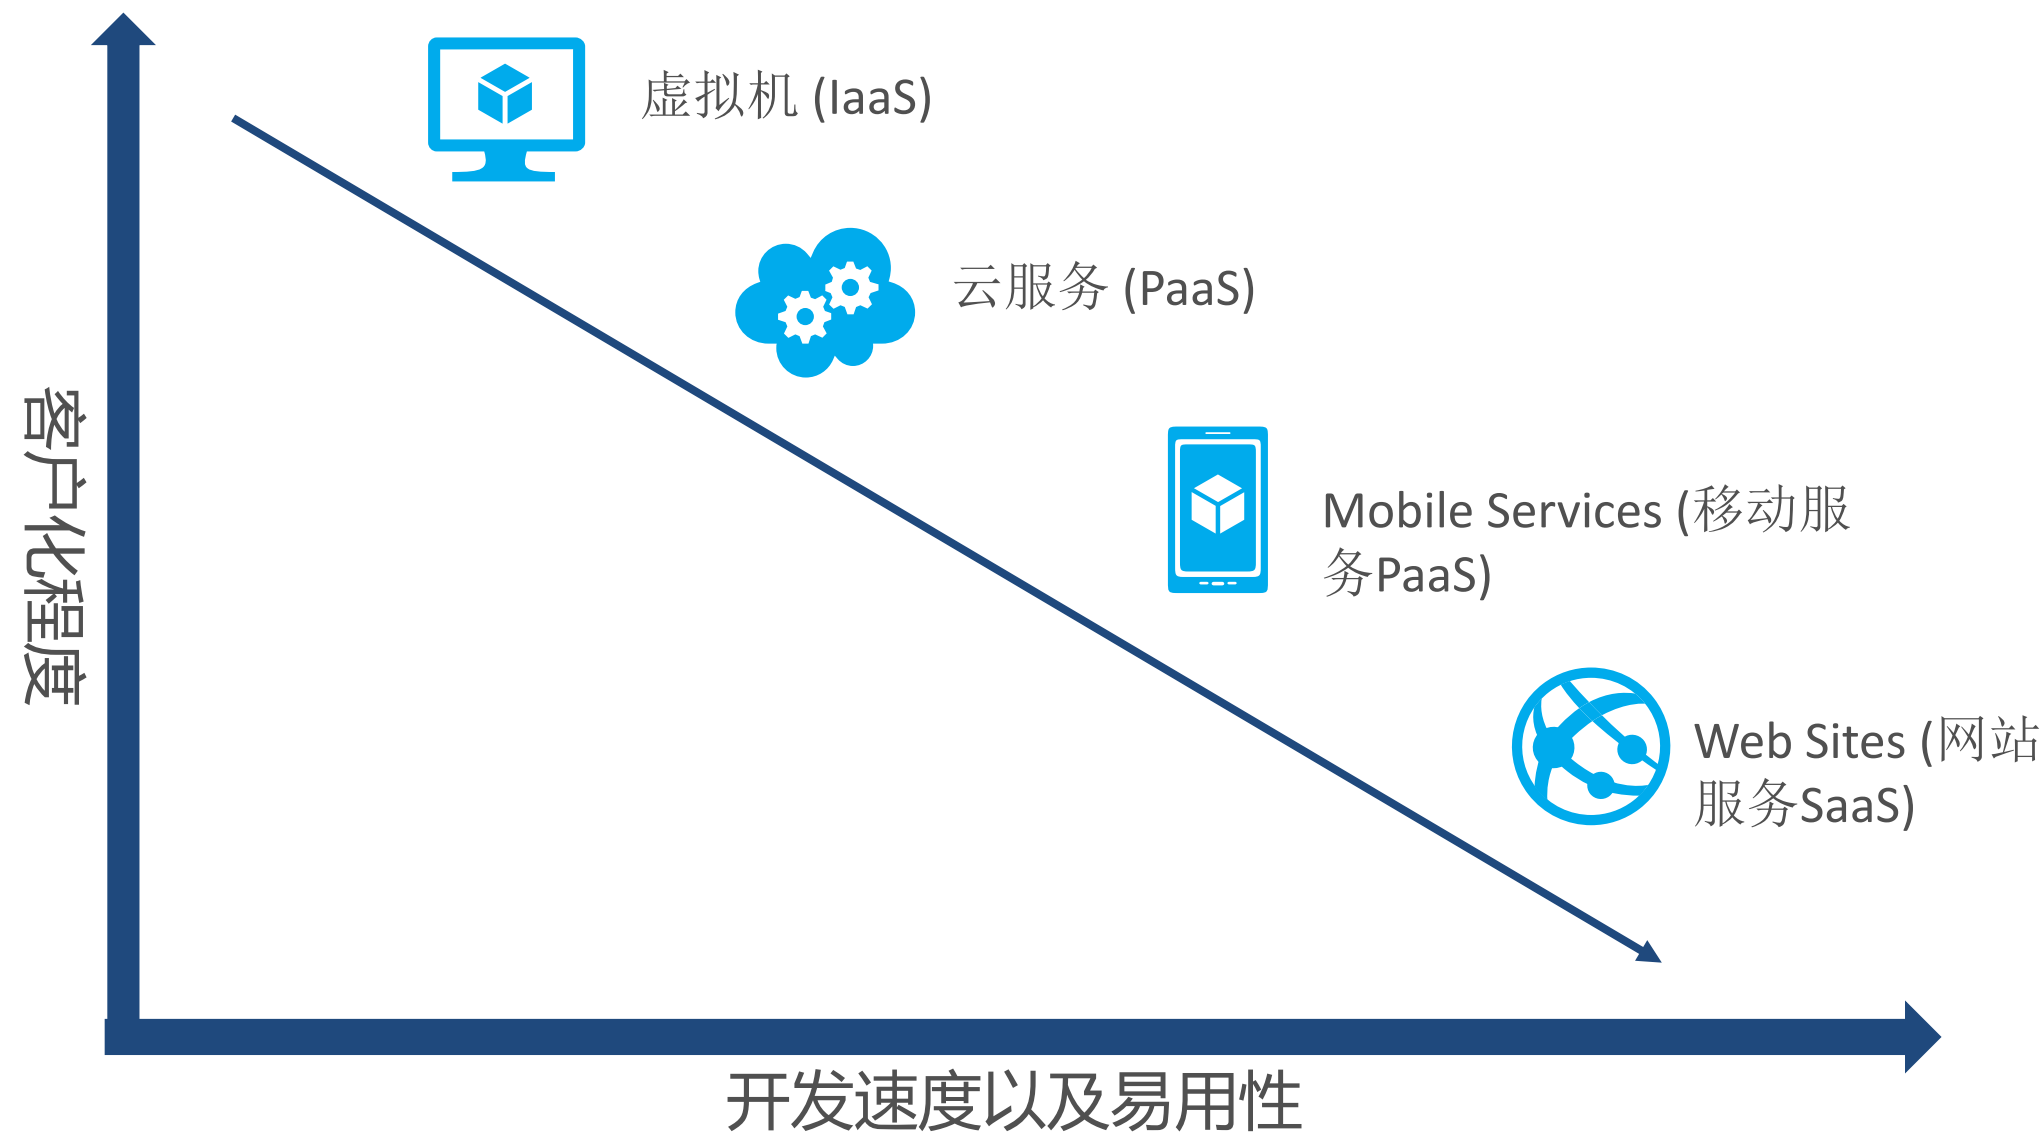 虚拟机 (IaaS)
云服务 (PaaS)
Mobile Services (移动服
务PaaS)
Web Sites (网站
服务SaaS)
客户化程度
开发速度以及易用性